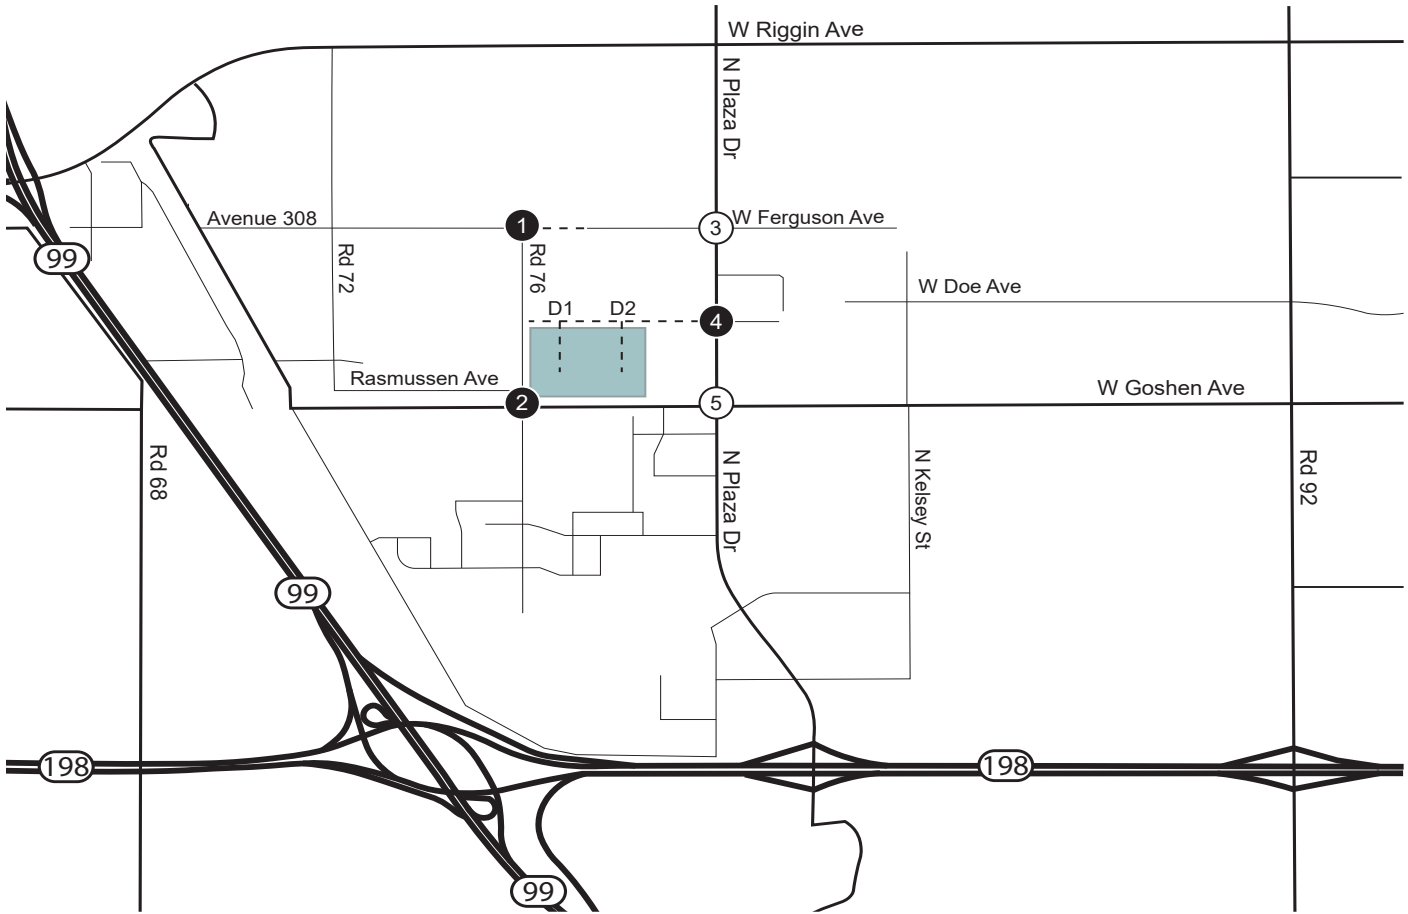 W Riggin Ave
N Plaza Dr
Avenue 308
1
3
W Ferguson Ave
99
Rd 72
Rd 76
W Doe Ave
D1
D2
4
Rasmussen Ave
2
5
W Goshen Ave
Rd 68
N Plaza Dr
N Kelsey St
Rd 92
99
198
198
99